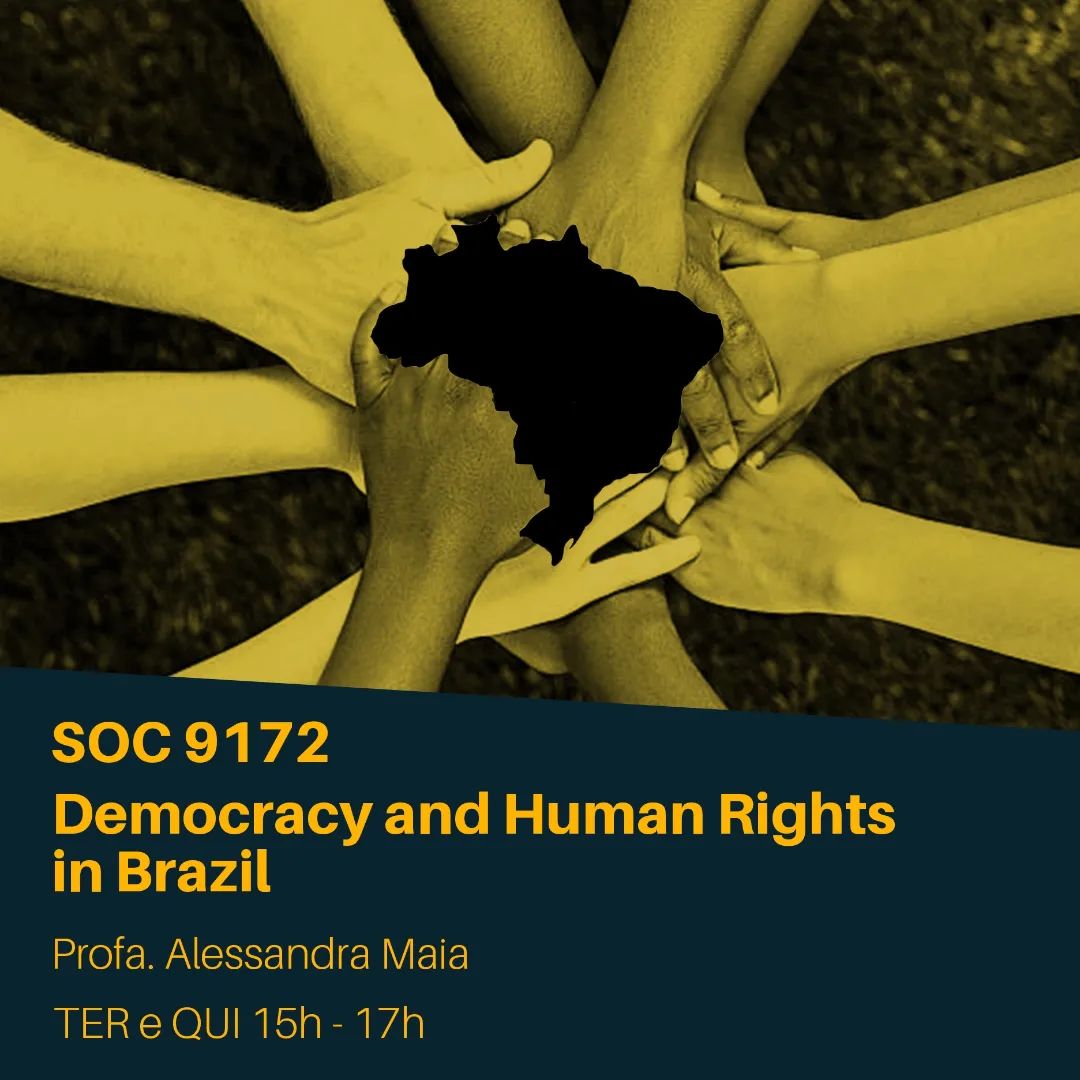 SOC 9172
Democracy and Human Rights
in Brazil
Profa. Alessandra Maia
TER e QUI 15h - 17h